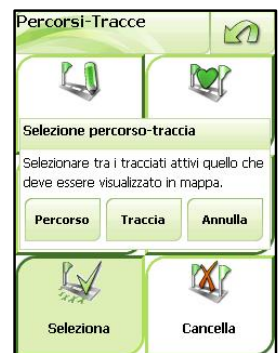 Percorsi-Tracce
Selezione percorso-traccia
Selezionare tra i tracciati attivi quello che
deve essere visualizzato in mappa.
Percorso Traccia Annulla
Seleziona Cancella